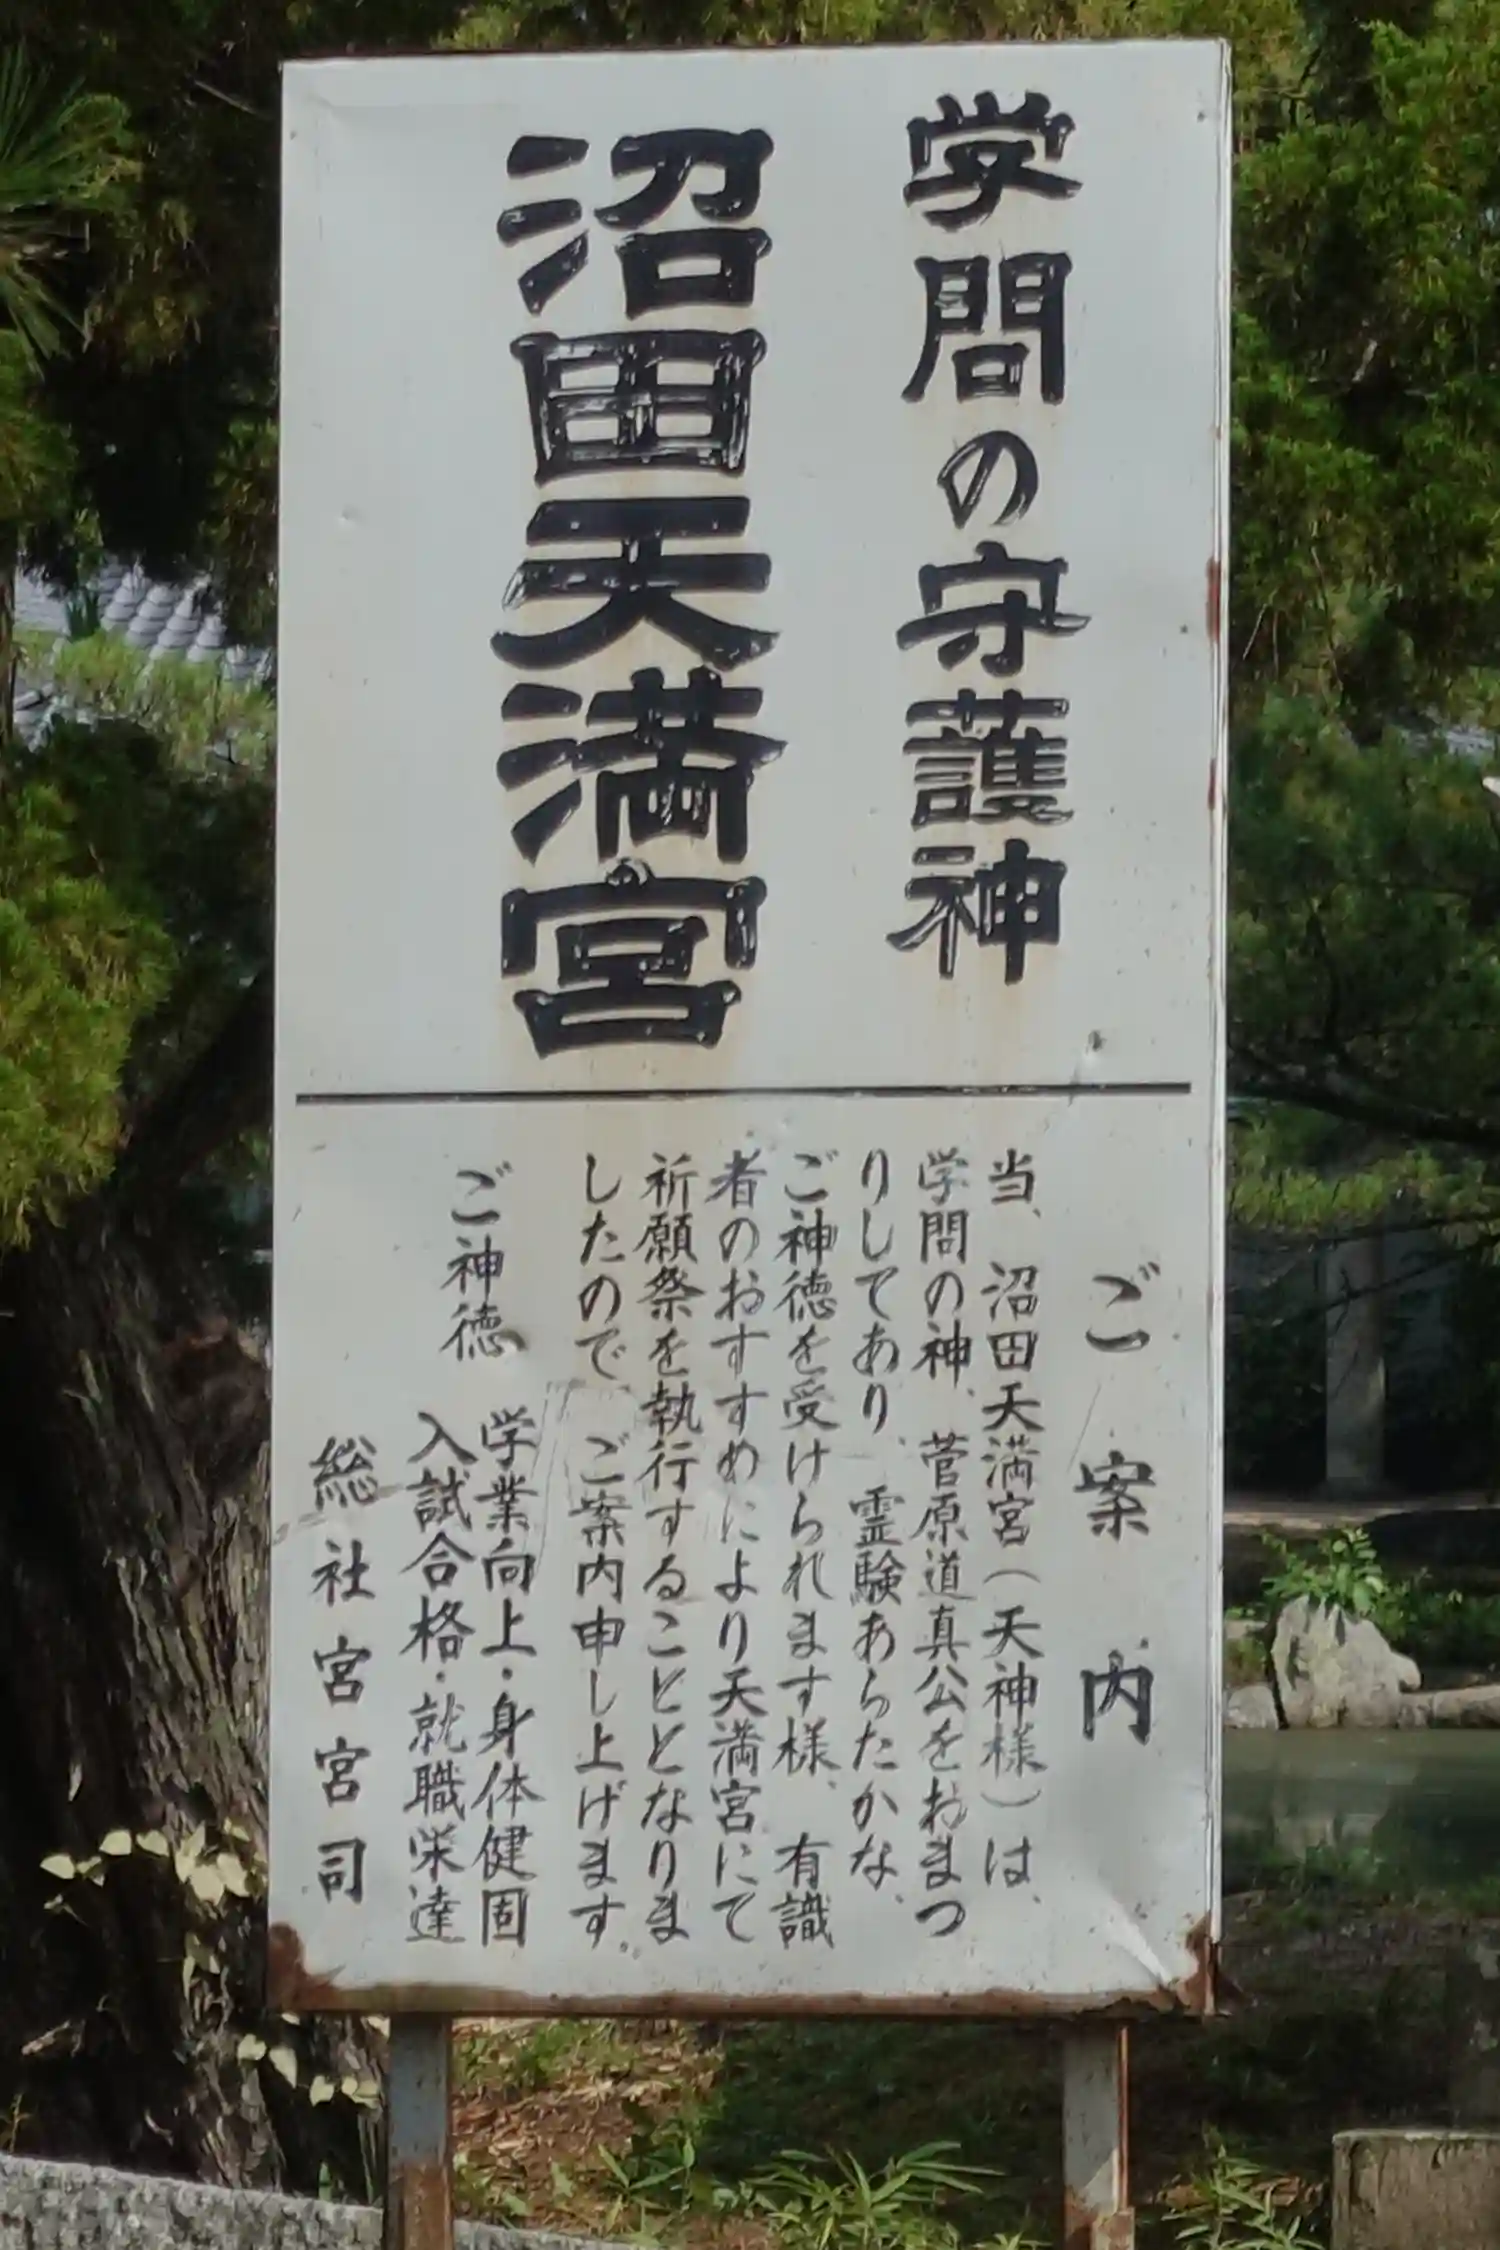 学問の守護神
沼田天満宮
ご案内
当、沼田天満宮(天神様)は、
学問の神、菅原道真公をおまつ
りしてあり、霊験あらたかな、
ご神徳を受けられます様、有識
者のおすすめにより天満宮にて
祈願祭を執行することとなりま
したので、ご案内申し上げます。
ご神徳
学業向上・身体健固
入試合格・就職栄達
総社宮宮司